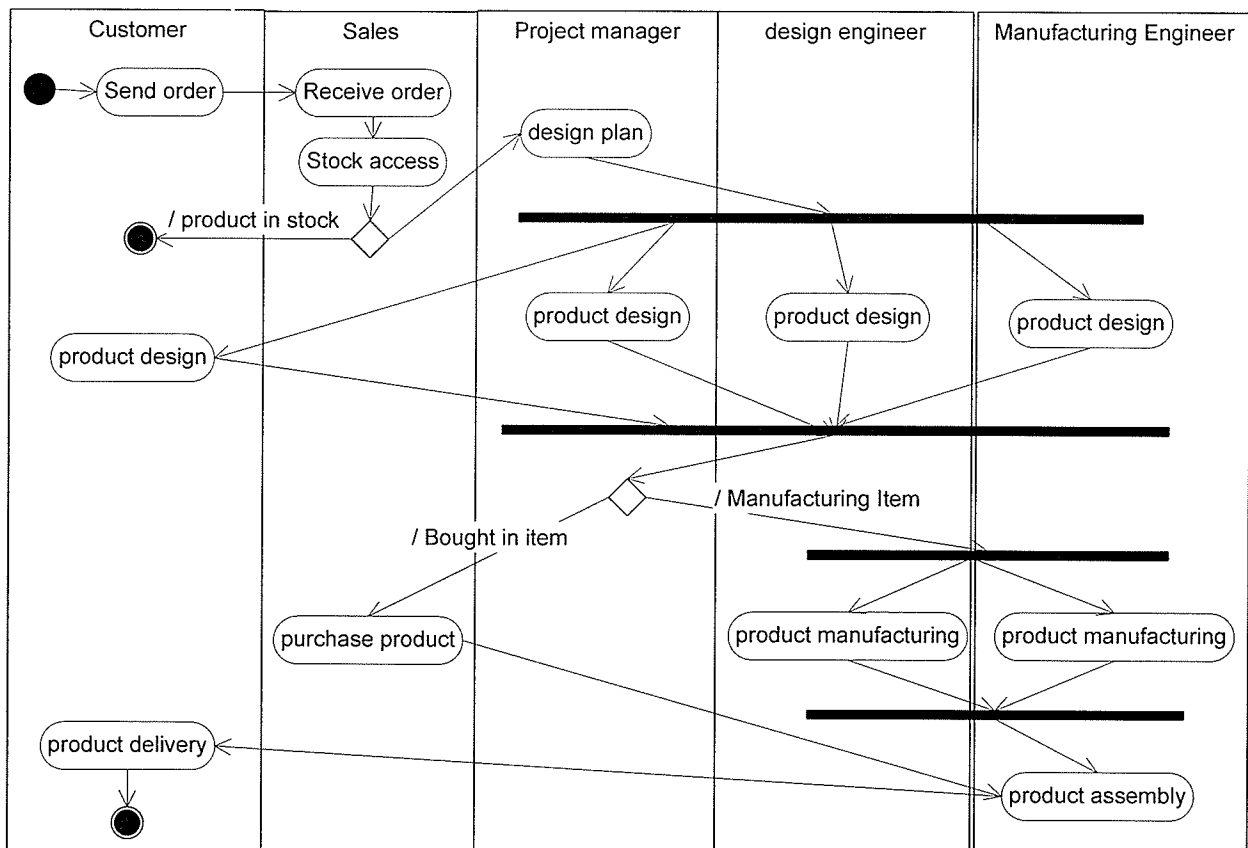 Customer
Sales
Project manager
design engineer
Manufacturing Engineer
Send order
Receive order
design plan
Stock access
/ product in stock
product design
product design
product design
product design
/ Manufacturing Item
/ Bought in item
purchase product
product manufacturing
product manufacturing
product delivery
product assembly